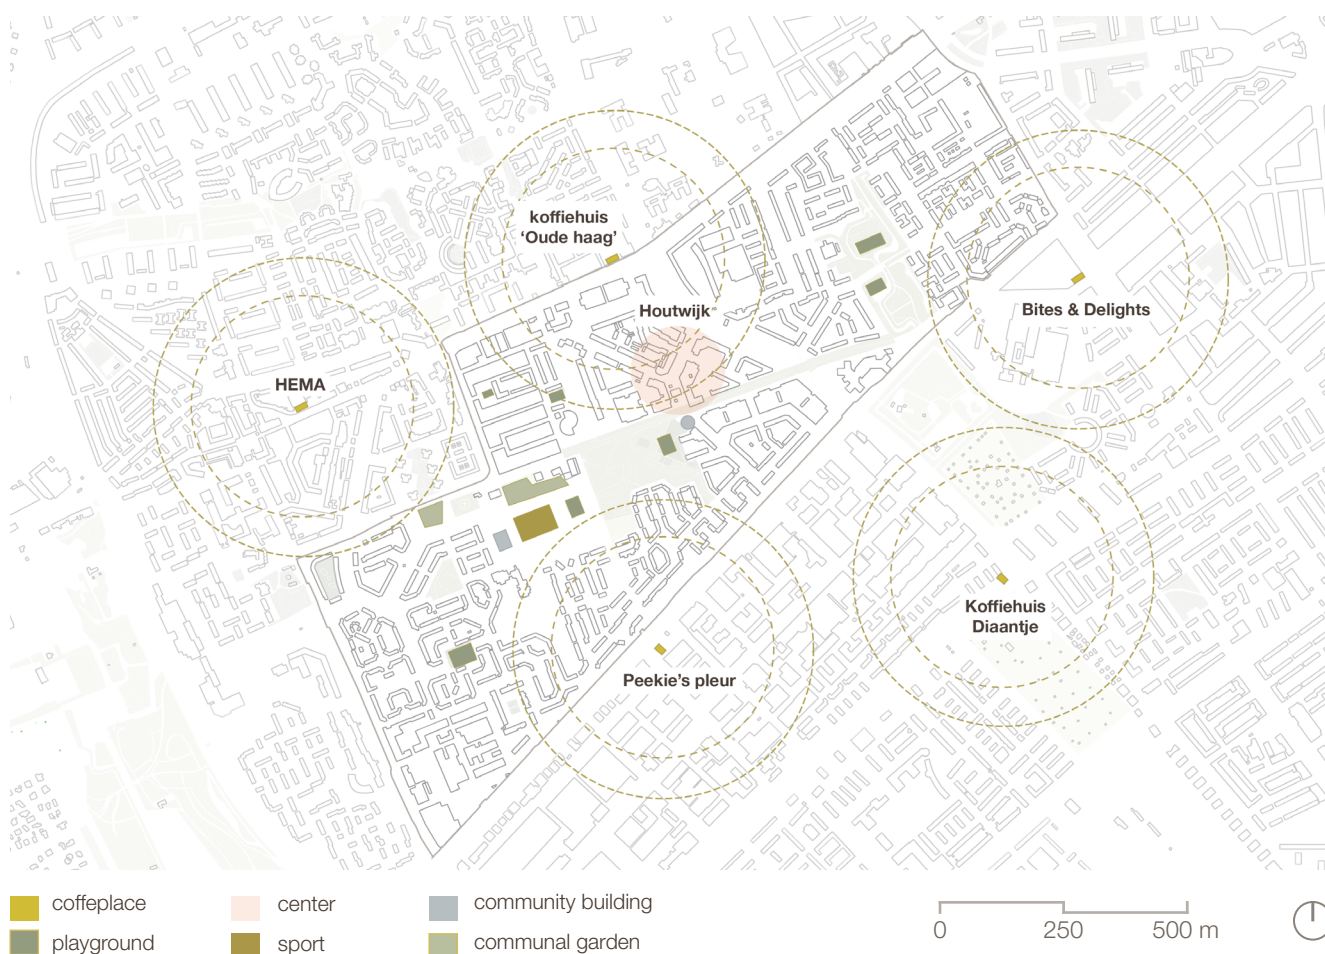 koffiehuis
‘Oude haag’
Houtwijk
Bites & Delights
HEMA
Koffiehuis
Diaantje
Peekie’s pleur
coffeplace
center
community building
playground
sport
communal garden
0 250 500 m